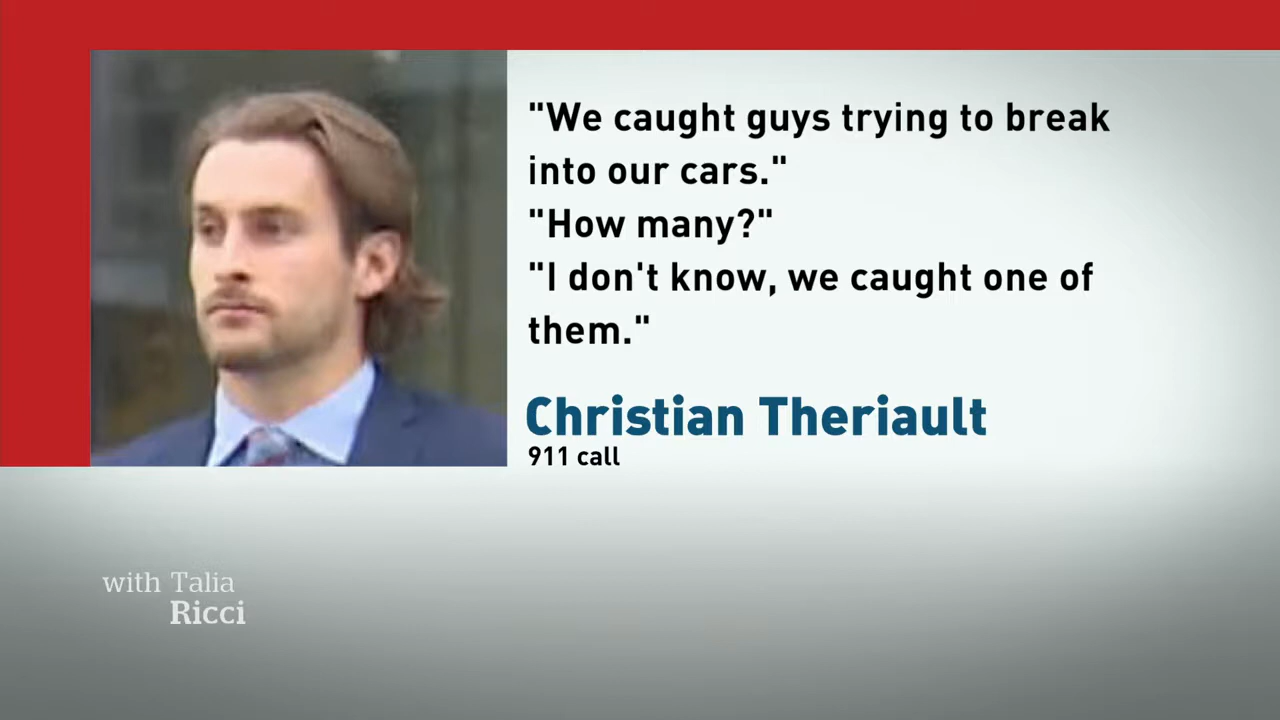 "We caught guys trying to break
into our cars."
"How many?"
"I don't know, we caught one of
them."
Christian Theriault
911 call
with Talia
Ricci